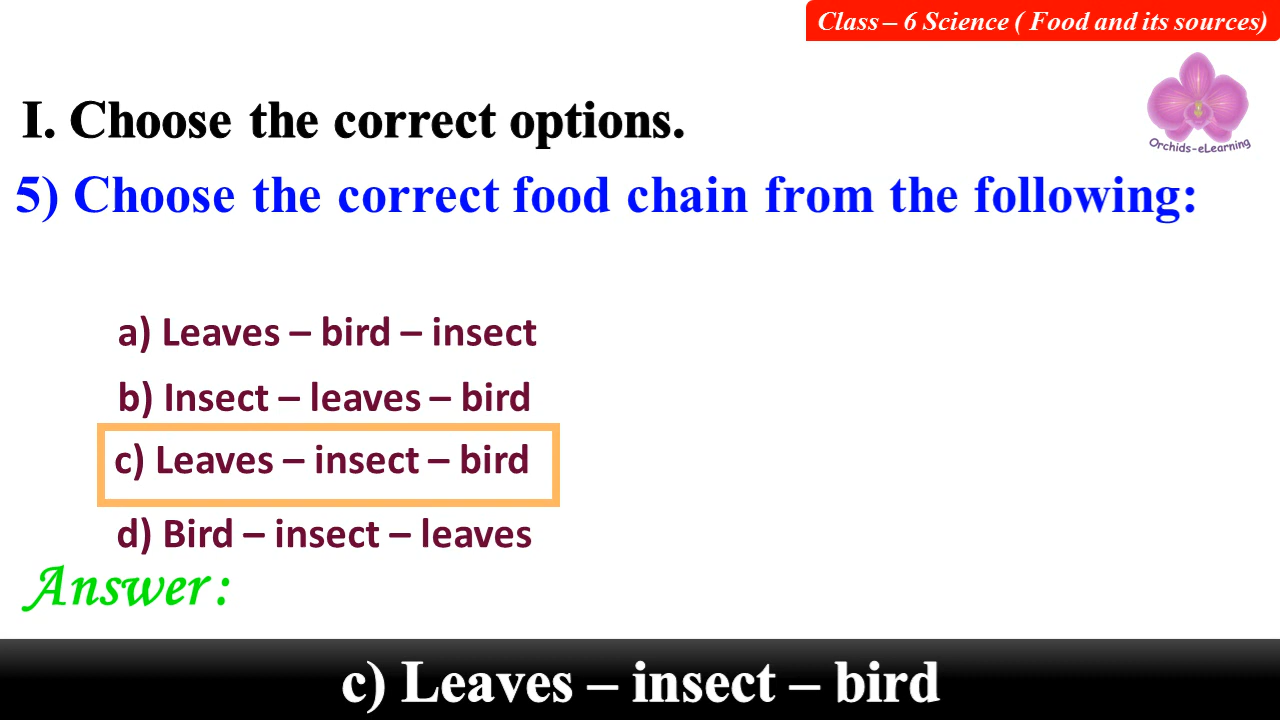 Class – 6 Science ( Food and its sources)
Orchids-eLearning
I. Choose the correct options.
5) Choose the correct food chain from the following:
a) Leaves – bird – insect
b) Insect – leaves – bird
c) Leaves – insect – bird
d) Bird – insect – leaves
Answer :
c) Leaves – insect – bird